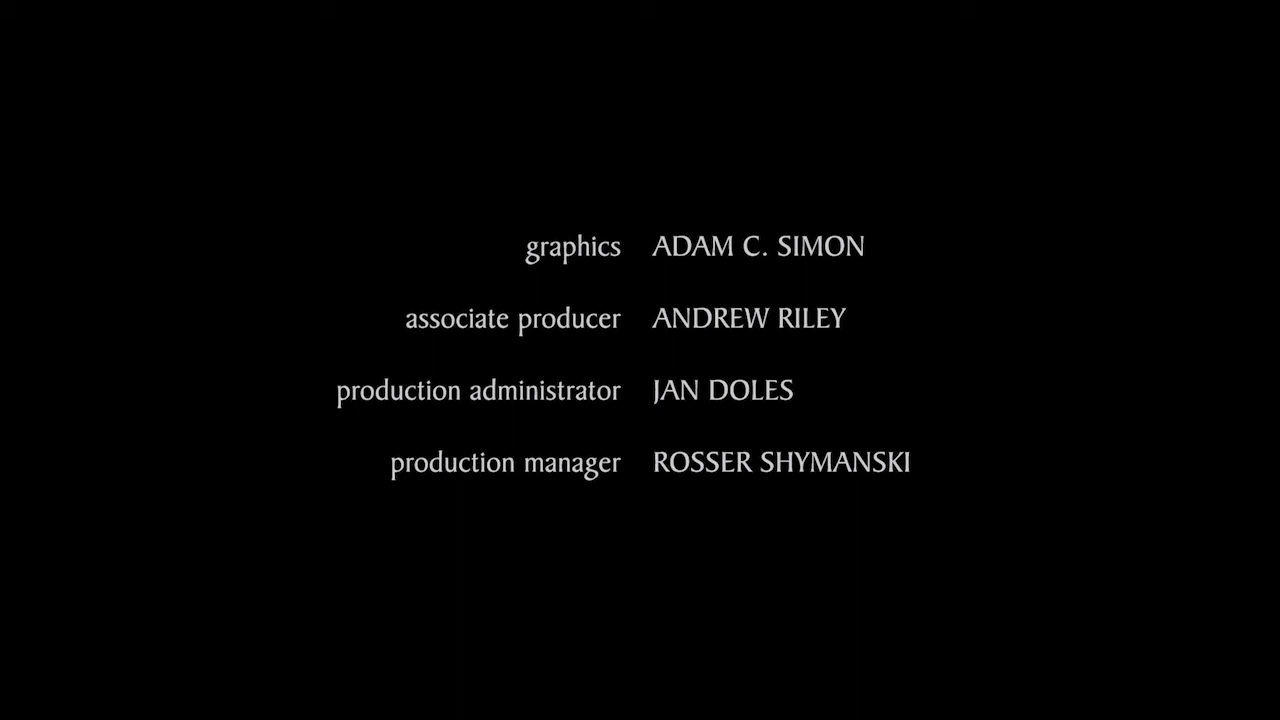 graphics ADAM C. SIMON
associate producer ANDREW RILEY
production administrator JAN DOLES
production manager ROSSER SHYMANSKI